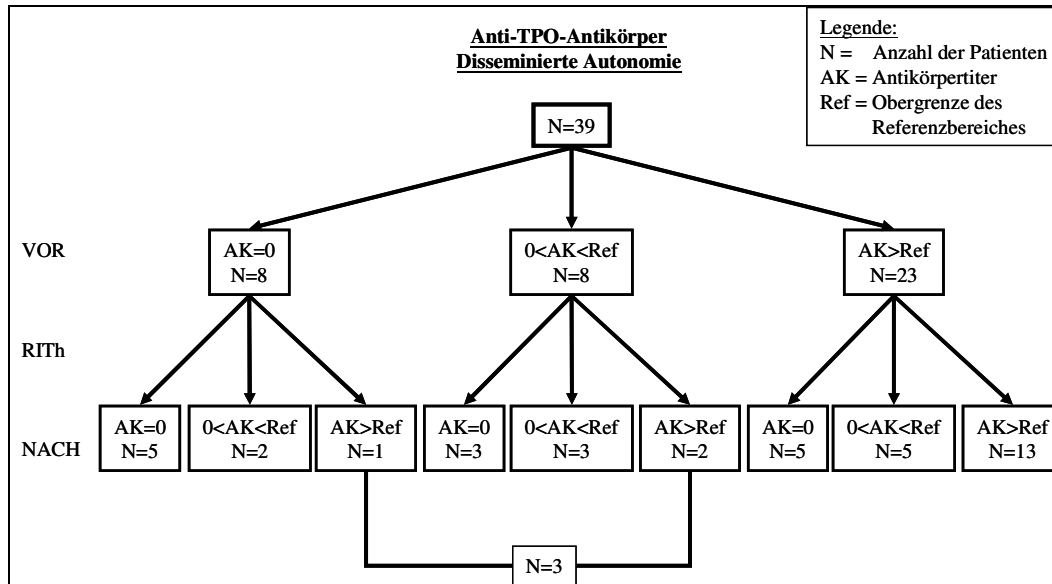 Anti-TPO-Antikörper
Disseminierte Autonomie
Legende:
N = Anzahl der Patienten
AK = Antikörpertiter
Ref = Obergrenze des
Referenzbereiches
N=39
VOR
AK=0
N=8
0<AK<Ref
N=8
AK>Ref
N=23
RITh
NACH
AK=0
N=5
0<AK<Ref
N=2
AK>Ref
N=1
AK=0
N=3
0<AK<Ref
N=3
AK>Ref
N=2
AK=0
N=5
0<AK<Ref
N=5
AK>Ref
N=13
N=3